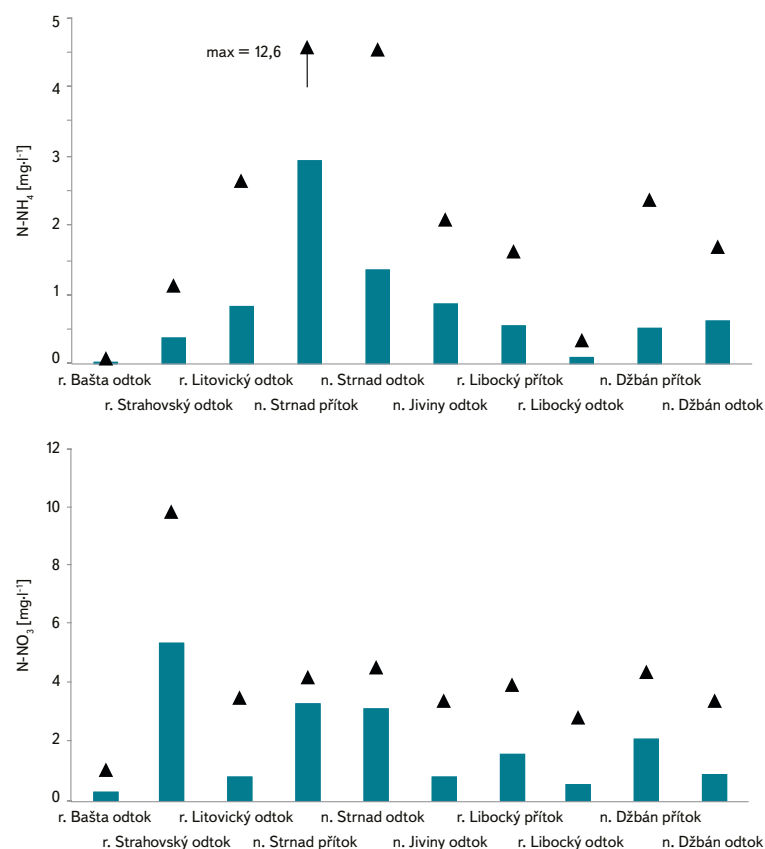 5
max = 12,6
4
3
2
1
0
N-NH₄ [mg·l⁻¹]
r. Bašta odtok r. Litovický odtok n. Strnad odtok r. Libocký přítok n. Džbán přítok
r. Strahovský odtok n. Strnad přítok n. Jiviny odtok r. Libocký odtok n. Džbán odtok
12
10
8
6
4
2
0
N-NO₃ [mg·l⁻¹]
r. Bašta odtok r. Litovický odtok n. Strnad odtok r. Libocký přítok n. Džbán přítok
r. Strahovský odtok n. Strnad přítok n. Jiviny odtok r. Libocký odtok n. Džbán odtok